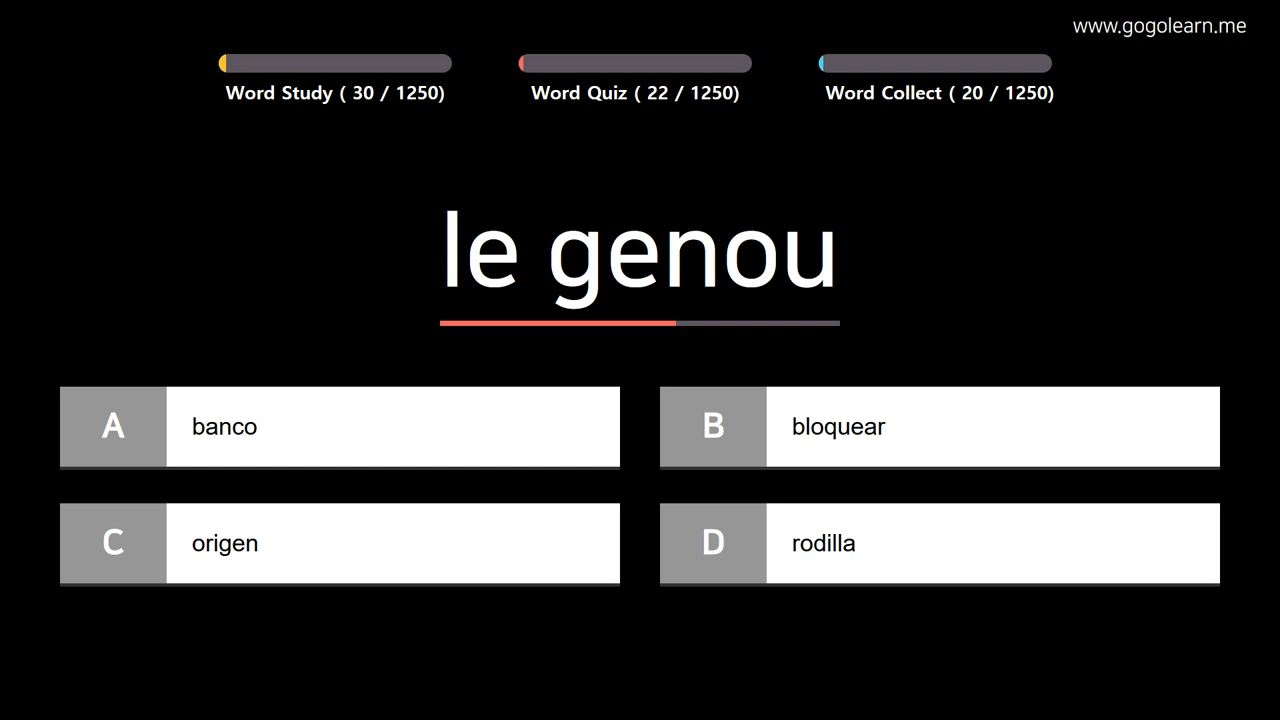 www.gogolearn.me
Word Study ( 30 / 1250)
Word Quiz ( 22 / 1250)
Word Collect ( 20 / 1250)
le genou
A banco
B bloquear
C origen
D rodilla